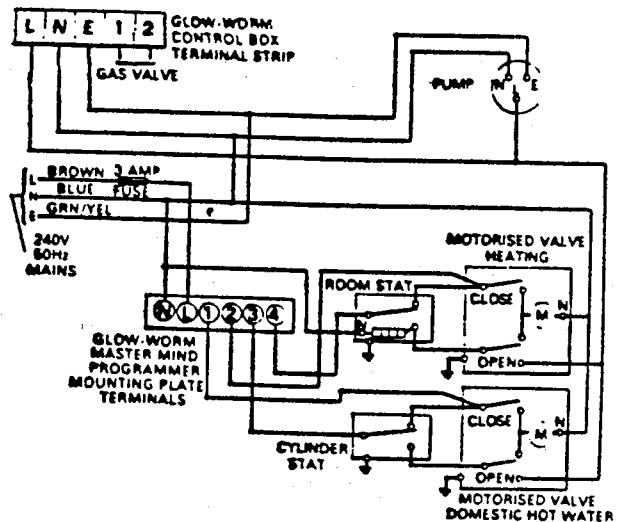 L N E 1 2
GLOW-WORM
CONTROL BOX
TERMINAL STRIP
GAS VALVE
PUMP
N E
L
L BROWN 3 AMP
N BLUE FUSE
E GRN/YEL
240V
50Hz
MAINS
MOTORISED VALVE
HEATING
ROOM STAT
CLOSE
M N
OPEN
N L 1 2 3 4
N
GLOW-WORM
MASTER MIND
PROGRAMMER
MOUNTING PLATE
TERMINALS
CLOSE
M N
CYLINDER
STAT
OPEN
MOTORISED VALVE
DOMESTIC HOT WATER